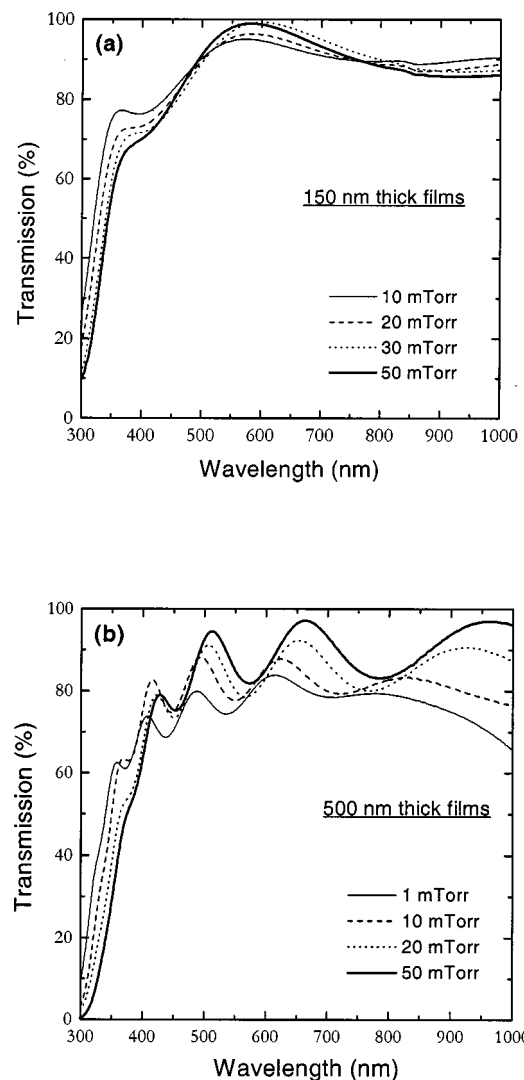 (a)
100
80
60
40
20
0
Transmission (%)
150 nm thick films
10 mTorr
20 mTorr
30 mTorr
50 mTorr
300 400 500 600 700 800 900 1000
Wavelength (nm)
(b)
100
80
60
40
20
0
Transmission (%)
500 nm thick films
1 mTorr
10 mTorr
20 mTorr
50 mTorr
300 400 500 600 700 800 900 1000
Wavelength (nm)